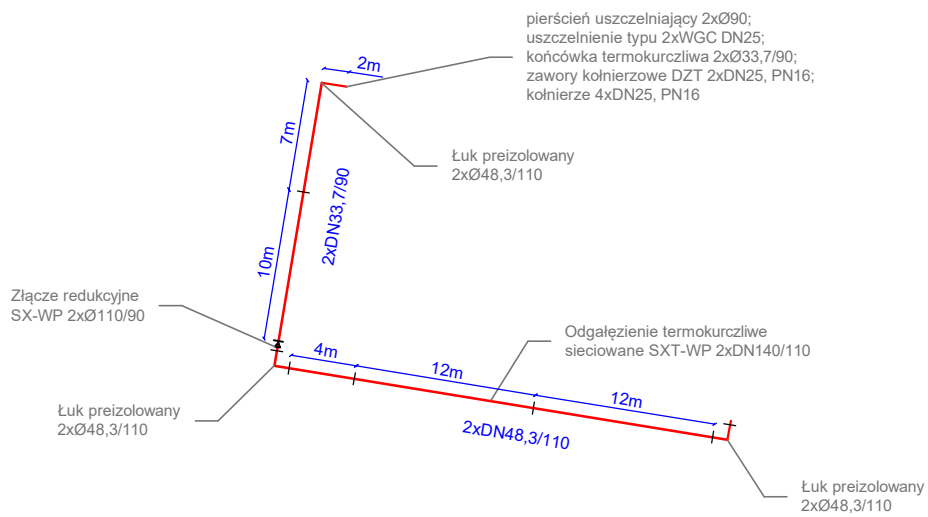 pierścień uszczelniający 2xØ90;
uszczelnienie typu 2xWGC DN25;
końcówka termokurczliwa 2xØ33,7/90;
zawory kołnierzowe DZT 2xDN25, PN16;
kołnierze 4xDN25, PN16
2m
7m
Łuk preizolowany
2xØ48,3/110
2xDN33,7/90
10m
Złącze redukcyjne
SX-WP 2xØ110/90
Odgałęzienie termokurczliwe
sieciowane SXT-WP 2xDN140/110
4m
12m
12m
Łuk preizolowany
2xØ48,3/110
2xDN48,3/110
Łuk preizolowany
2xØ48,3/110